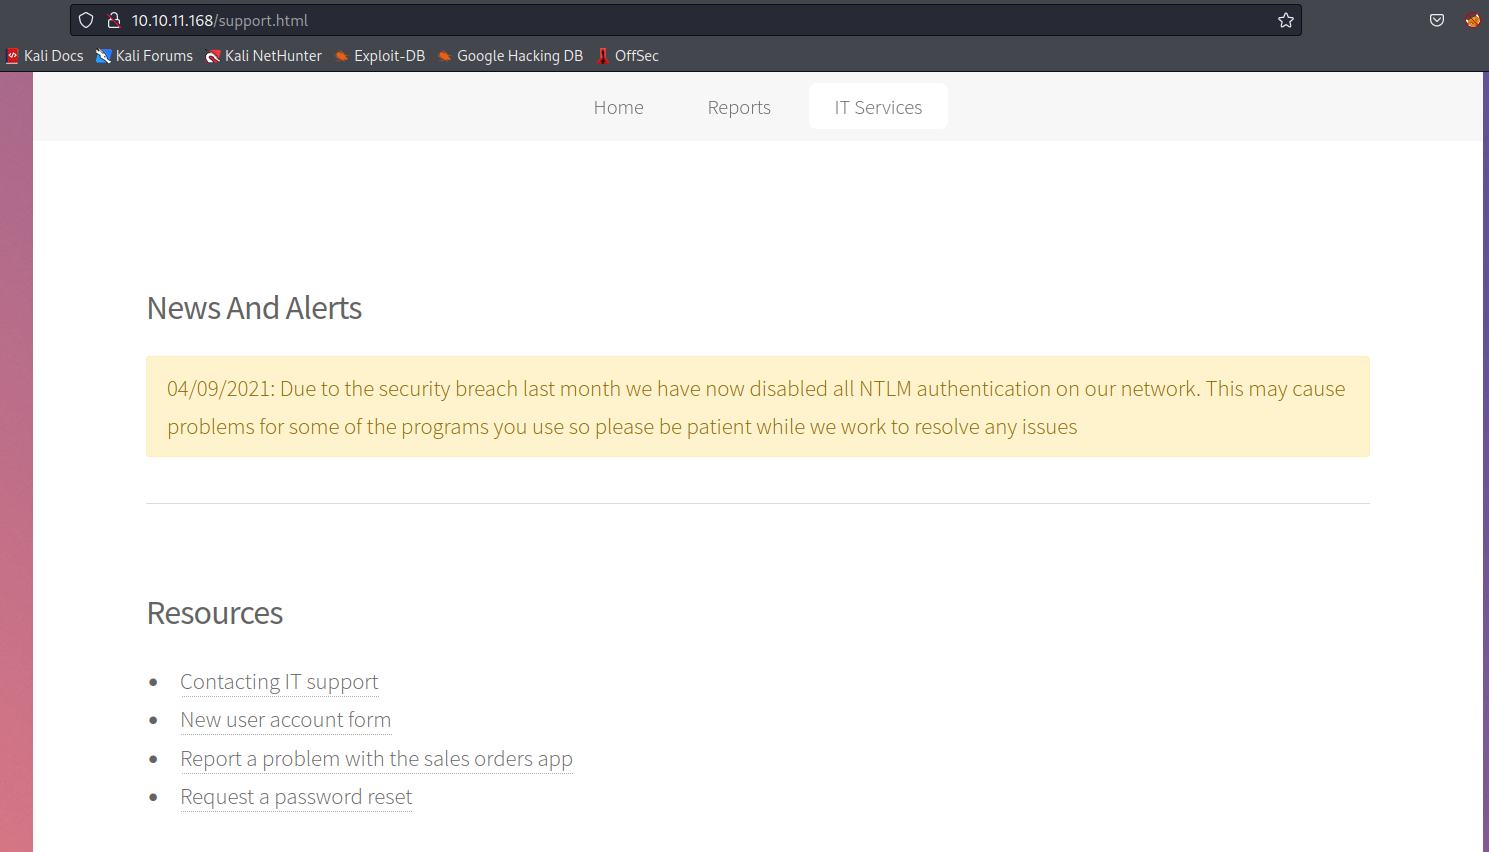 10.10.11.168/support.html
Kali Docs Kali Forums Kali NetHunter Exploit-DB Google Hacking DB OffSec
Home Reports IT Services
News And Alerts
04/09/2021: Due to the security breach last month we have now disabled all NTLM authentication on our network. This may cause
problems for some of the programs you use so please be patient while we work to resolve any issues
Resources
• Contacting IT support
• New user account form
• Report a problem with the sales orders app
• Request a password reset